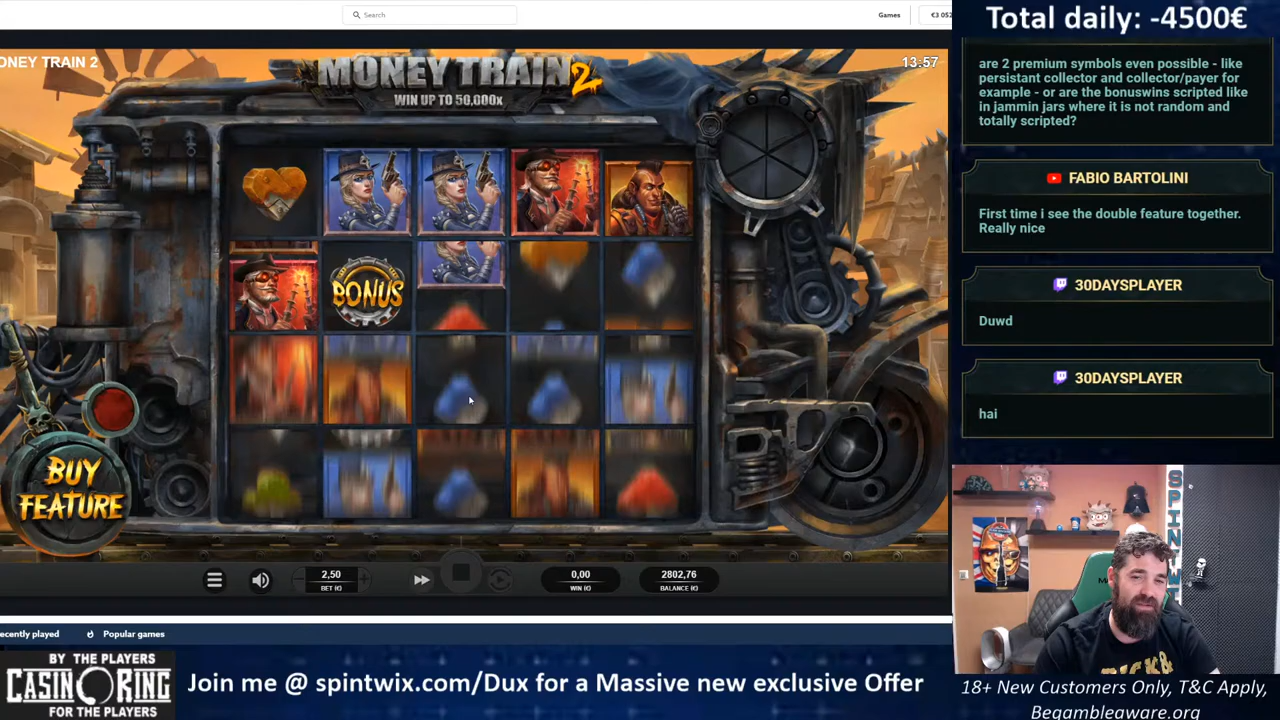 Search
Games
€3 052
ONEY TRAIN 2
13:57
MONEY TRAIN 2
WIN UP TO 50,000x
BONUS
BUY
FEATURE
2,50
BET (€)
0,00
WIN (€)
2802,76
BALANCE (€)
ecently played
Popular games
BY THE PLAYERS
CASINO RING
FOR THE PLAYERS
Join me @ spintwix.com/Dux for a Massive new exclusive Offer
Total daily: -4500€
are 2 premium symbols even possible - like
persistant collector and collector/payer for
example - or are the bonuswins scripted like
in jammin jars where it is not random and
totally scripted?
FABIO BARTOLINI
First time i see the double feature together.
Really nice
30DAYSPLAYER
Duwd
30DAYSPLAYER
hai
18+ New Customers Only, T&C Apply,
Begambleaware.org